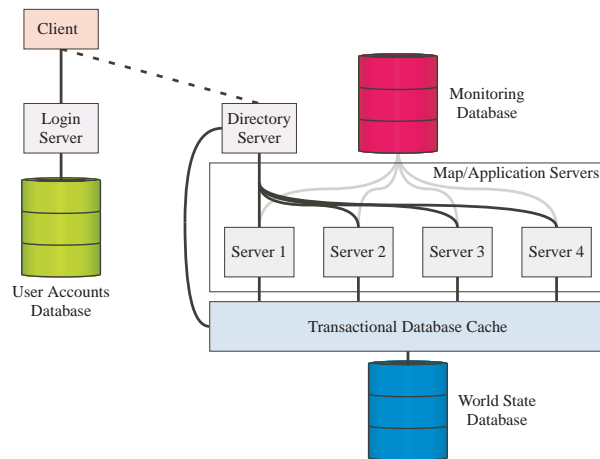 Client
Login
Server
Directory
Server
Monitoring
Database
Map/Application Servers
Server 1
Server 2
Server 3
Server 4
User Accounts
Database
Transactional Database Cache
World State
Database